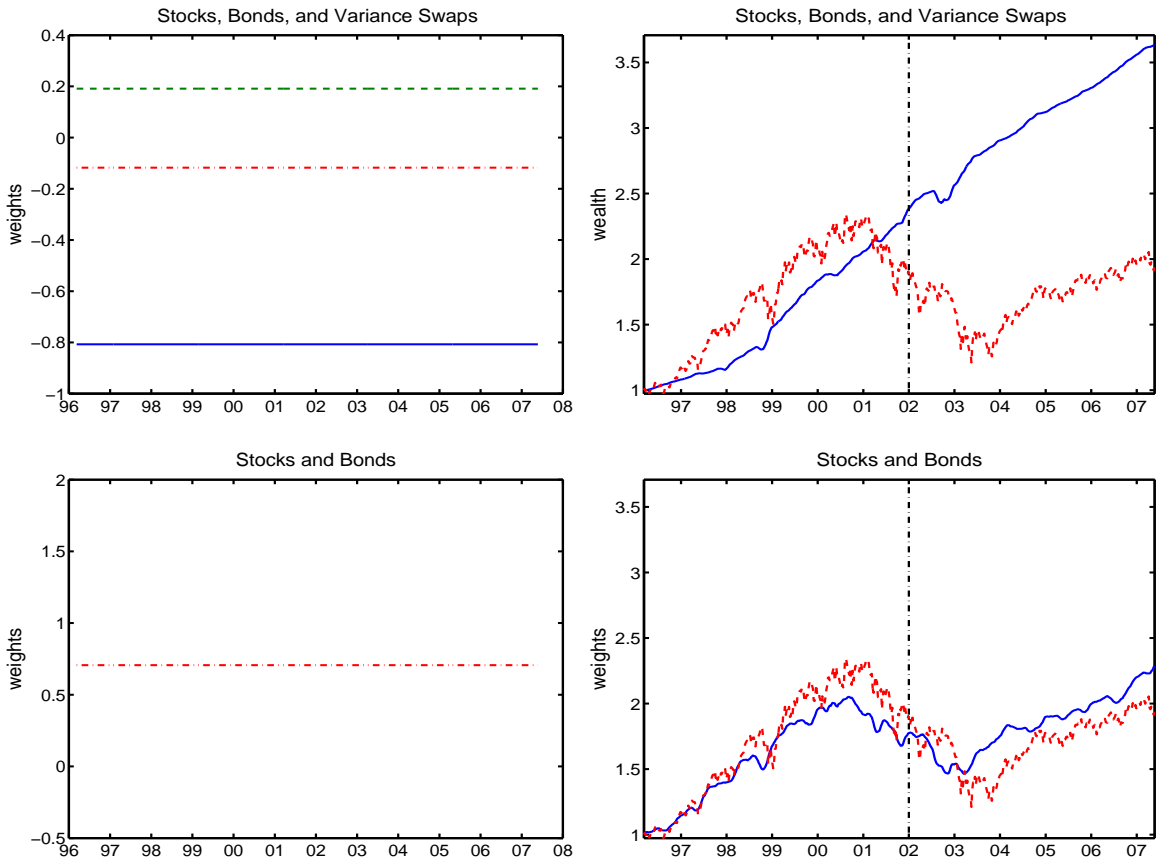 Stocks, Bonds, and Variance Swaps
0.4
0.2
0
−0.2
−0.4
−0.6
−0.8
−1
weights
96 97 98 99 00 01 02 03 04 05 06 07 08
Stocks, Bonds, and Variance Swaps
3.5
3
2.5
2
1.5
1
wealth
97 98 99 00 01 02 03 04 05 06 07
Stocks and Bonds
2
1.5
1
0.5
0
−0.5
weights
96 97 98 99 00 01 02 03 04 05 06 07 08
Stocks and Bonds
3.5
3
2.5
2
1.5
1
weights
97 98 99 00 01 02 03 04 05 06 07